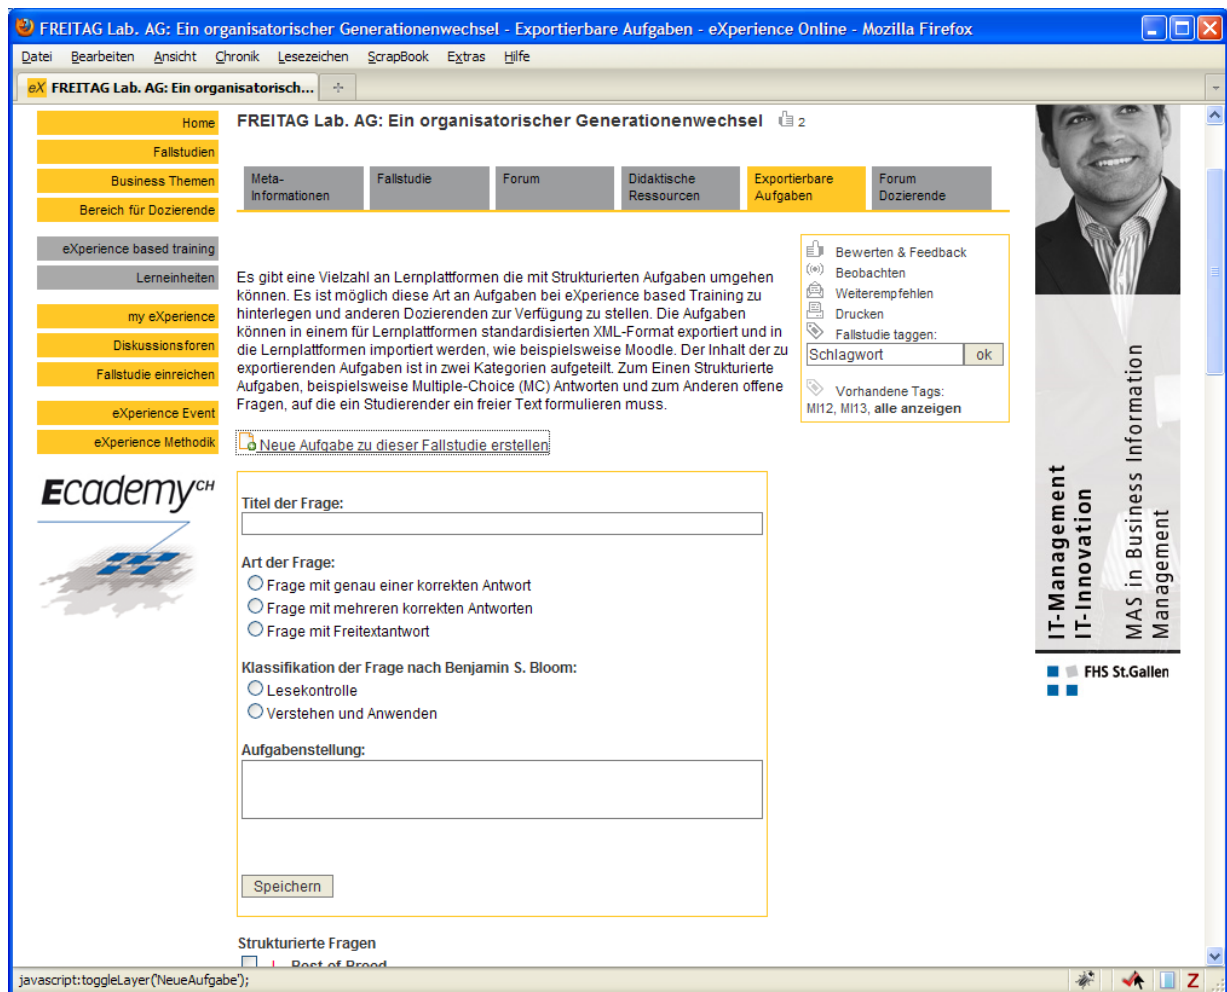 FREITAG Lab. AG: Ein organisatorischer Generationenwechsel - Exportierbare Aufgaben - eXperience Online - Mozilla Firefox
Datei Bearbeiten Ansicht Chronik Lesezeichen ScrapBook Extras Hilfe
eX FREITAG Lab. AG: Ein organisatorisch...
Home
Fallstudien
Business Themen
Bereich für Dozierende
eXperience based training
Lerneinheiten
my eXperience
Diskussionsforen
Fallstudie einreichen
eXperience Event
eXperience Methodik
Ecademy CH
FREITAG Lab. AG: Ein organisatorischer Generationenwechsel 2
Meta-
Informationen
Fallstudie
Forum
Didaktische
Ressourcen
Exportierbare
Aufgaben
Forum
Dozierende
Es gibt eine Vielzahl an Lernplattformen die mit Strukturierten Aufgaben umgehen
können. Es ist möglich diese Art an Aufgaben bei eXperience based Training zu
hinterlegen und anderen Dozierenden zur Verfügung zu stellen. Die Aufgaben
können in einem für Lernplattformen standardisierten XML-Format exportiert und in
die Lernplattformen importiert werden, wie beispielsweise Moodle. Der Inhalt der zu
exportierenden Aufgaben ist in zwei Kategorien aufgeteilt. Zum Einen Strukturierte
Aufgaben, beispielsweise Multiple-Choice (MC) Antworten und zum Anderen offene
Fragen, auf die ein Studierender ein freier Text formulieren muss.
Neue Aufgabe zu dieser Fallstudie erstellen
Titel der Frage:
Art der Frage:
Frage mit genau einer korrekten Antwort
Frage mit mehreren korrekten Antworten
Frage mit Freitextantwort
Klassifikation der Frage nach Benjamin S. Bloom:
Lesekontrolle
Verstehen und Anwenden
Aufgabenstellung:
Speichern
Strukturierte Fragen
Best of Breed
Bewerten & Feedback
Beobachten
Weiterempfehlen
Drucken
Fallstudie taggen:
Schlagwort ok
Vorhandene Tags:
MI12, MI13, alle anzeigen
IT-Management
IT-Innovation
MAS in Business Information
Management
FHS St.Gallen
javascript:toggleLayer('NeueAufgabe');
Z